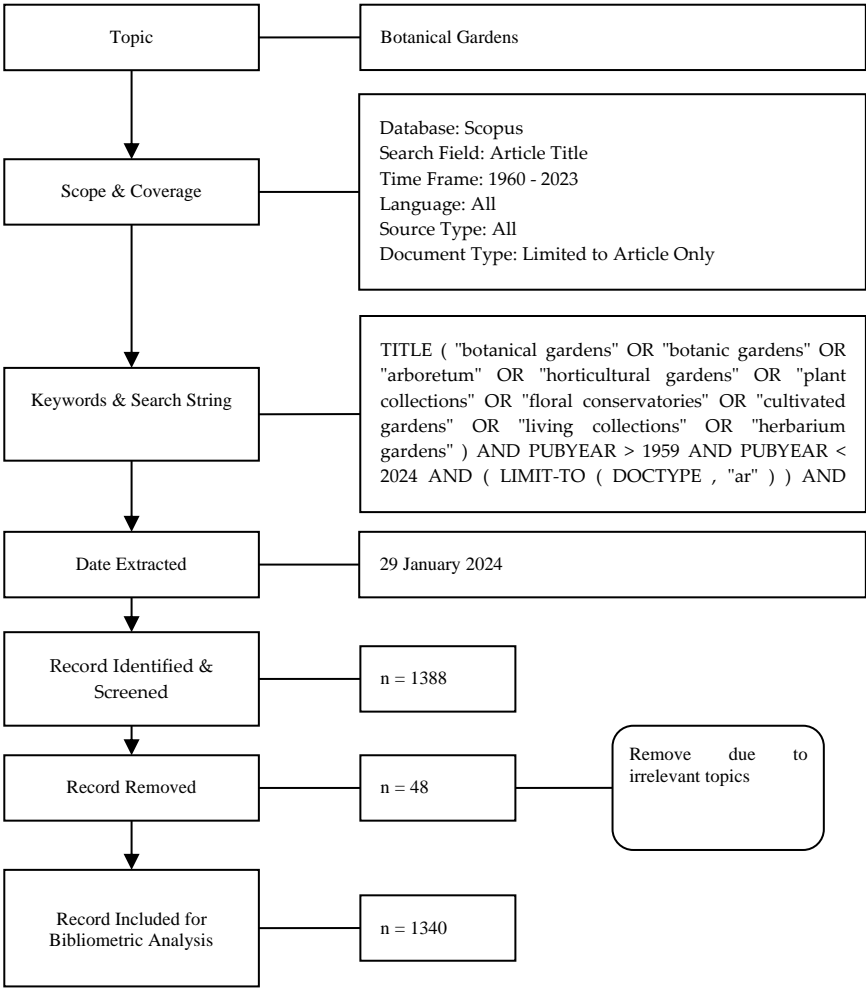 Topic
Botanical Gardens
Scope & Coverage
Database: Scopus
Search Field: Article Title
Time Frame: 1960 - 2023
Language: All
Source Type: All
Document Type: Limited to Article Only
Keywords & Search String
TITLE ( "botanical gardens" OR "botanic gardens" OR
"arboretum" OR "horticultural gardens" OR "plant
collections" OR "floral conservatories" OR "cultivated
gardens" OR "living collections" OR "herbarium
gardens" ) AND PUBYEAR > 1959 AND PUBYEAR <
2024 AND ( LIMIT-TO ( DOCTYPE , "ar" ) ) AND
Date Extracted
29 January 2024
Record Identified &
Screened
n = 1388
Record Removed
n = 48
Remove due to
irrelevant topics
Record Included for
Bibliometric Analysis
n = 1340